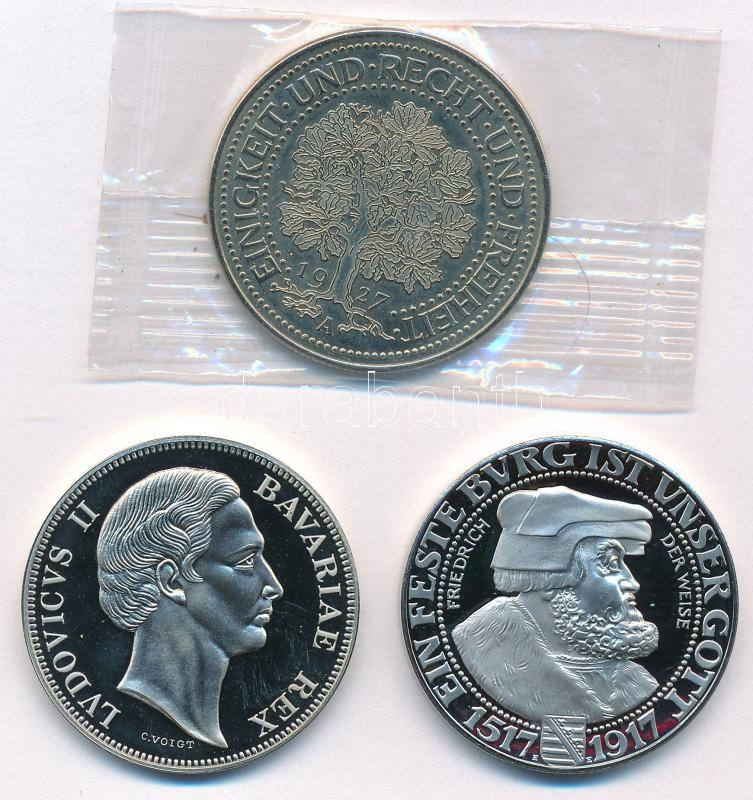 EINIGKEIT · UND · RECHT · UND · FREIHEIT ·
19 27
A
darabanth
LVDOVICVS II BAVARIAE REX
C. VOIGT
EIN FESTE BVRG IST UNSER GOTT
FRIEDRICH DER WEISE
1517 1917
E